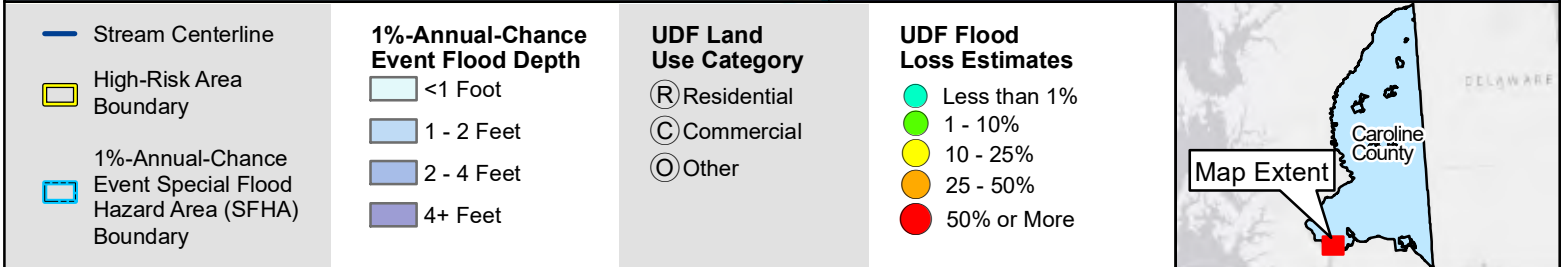 Stream Centerline
High-Risk Area
Boundary
1%-Annual-Chance
Event Special Flood
Hazard Area (SFHA)
Boundary
1%-Annual-Chance
Event Flood Depth
<1 Foot
1 - 2 Feet
2 - 4 Feet
4+ Feet
UDF Land
Use Category
R Residential
C Commercial
O Other
UDF Flood
Loss Estimates
Less than 1%
1 - 10%
10 - 25%
25 - 50%
50% or More
DELAWARE
Caroline
County
Map Extent